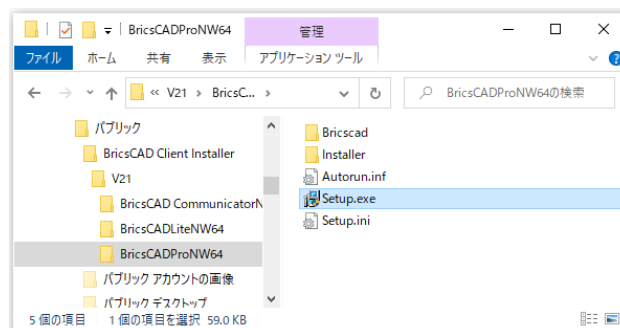 BricsCADProNW64
管理
ファイル ホーム 共有 表示 アプリケーション ツール
« V21 › BricsC... › BricsCADProNW64の検索
パブリック
BricsCAD Client Installer
V21
BricsCAD CommunicatorN
BricsCADLiteNW64
BricsCADProNW64
パブリック アカウントの画像
パブリック デスクトップ
Bricscad
Installer
Autorun.inf
Setup.exe
Setup.ini
5 個の項目 1 個の項目を選択 59.0 KB